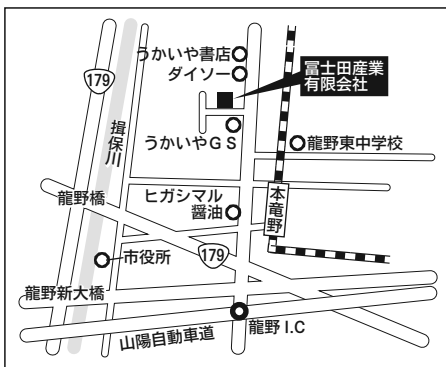 うかいや書店
ダイソー
冨士田産業
有限会社
179
揖保川
うかいやGS
龍野東中学校
龍野橋
ヒガシマル
醤油
本竜野
市役所
179
龍野新大橋
山陽自動車道
龍野I.C